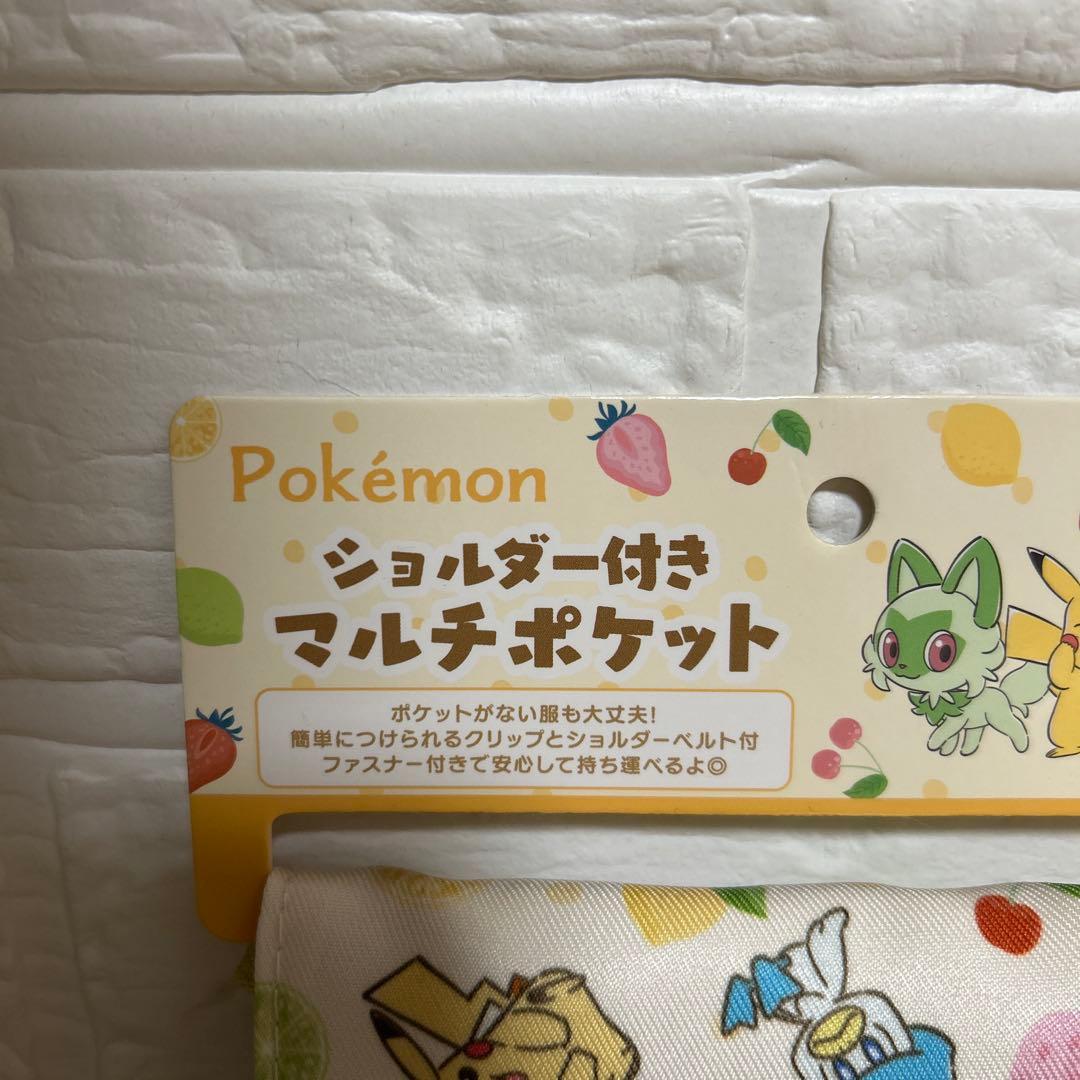 Pokémon
ショルダー付き
マルチポケット
ポケットがない服も大丈夫!
簡単につけられるクリップとショルダーベルト付
ファスナー付きで安心して持ち運べるよ◎